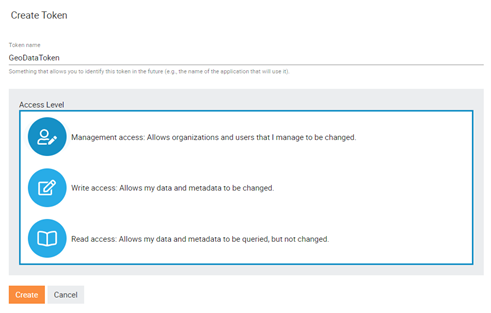 Create Token
Token name
GeoDataToken
Something that allows you to identify this token in the future (e.g., the name of the application that will use it).
Access Level
Management access: Allows organizations and users that I manage to be changed.
Write access: Allows my data and metadata to be changed.
Read access: Allows my data and metadata to be queried, but not changed.
Create Cancel